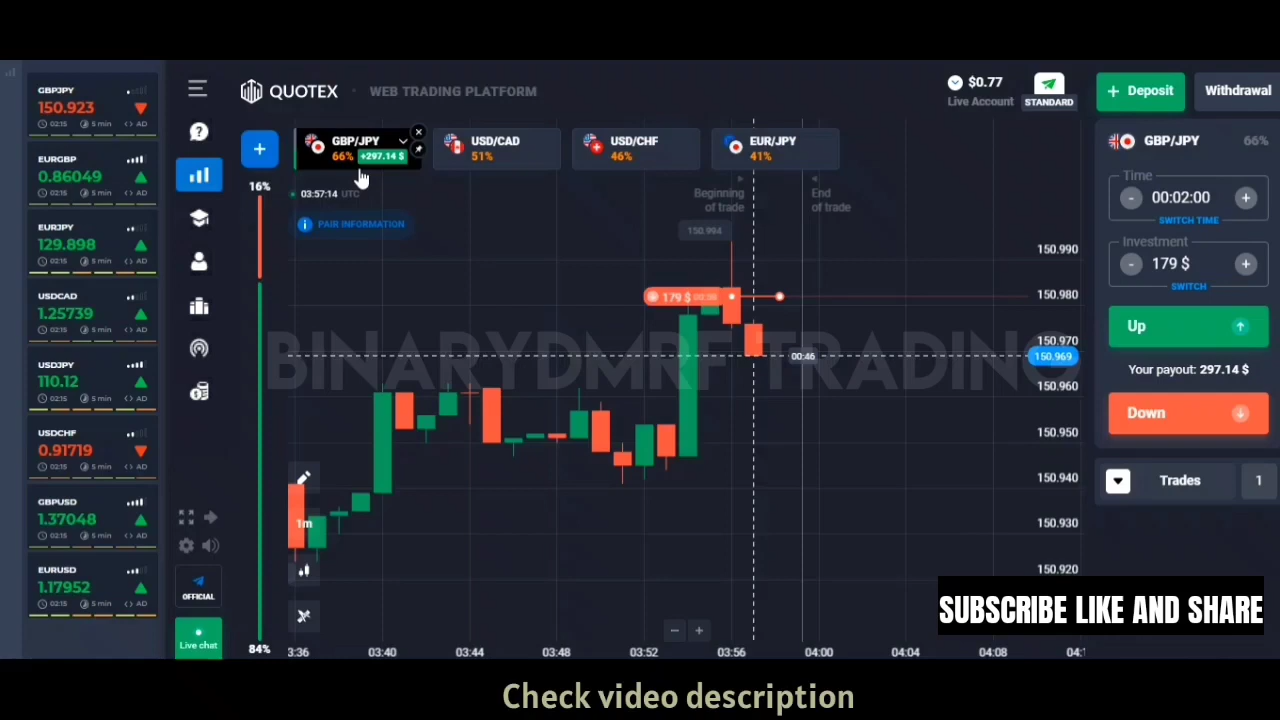 GBPJPY
150.923
02:15 5 min AD
EURGBP
0.86049
02:15 5 min AD
EURJPY
129.898
02:15 5 min AD
USDCAD
1.25739
02:15 5 min AD
USDJPY
110.12
02:15 5 min AD
USDCHF
0.91719
02:15 5 min AD
GBPUSD
1.37048
02:15 5 min AD
EURUSD
1.17952
02:15 5 min AD
OFFICIAL
Live chat
QUOTEX • WEB TRADING PLATFORM
$0.77
Live Account
STANDARD
+ Deposit
Withdrawal
+
GBP/JPY
66% +297.14 $
USD/CAD
51%
USD/CHF
46%
EUR/JPY
41%
16%
03:57:14 UTC
PAIR INFORMATION
Beginning
of trade
End
of trade
150.994
179 $
BINARYDMRF TRADING
00:46
1m
84%
150.990
150.980
150.970
150.969
150.960
150.950
150.940
150.930
150.920
- +
3:36 03:40 03:44 03:48 03:52 03:56 04:00 04:04 04:08 04:1
GBP/JPY 66%
Time
- 00:02:00 +
SWITCH TIME
Investment
- 179 $ +
SWITCH
Up
Your payout: 297.14 $
Down
Trades 1
SUBSCRIBE LIKE AND SHARE
Check video description